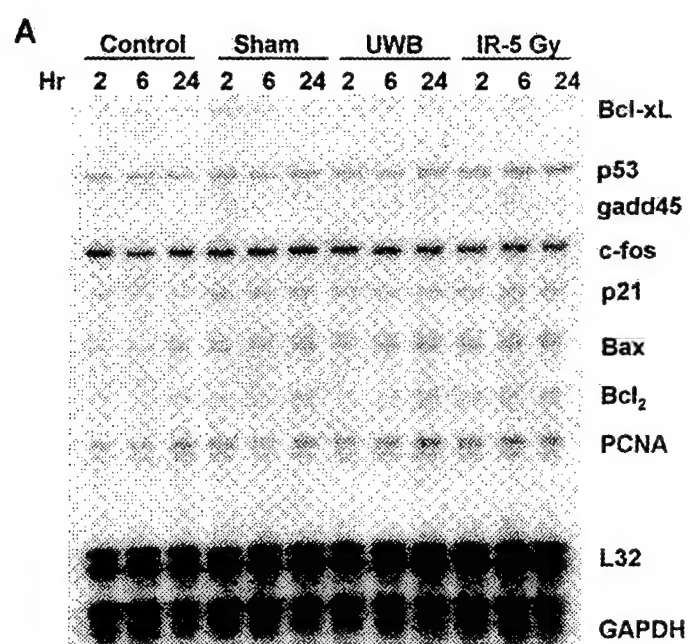 A
Control Sham UWB IR-5 Gy
Hr 2 6 24 2 6 24 2 6 24 2 6 24
Bcl-xL
p53
gadd45
c-fos
p21
Bax
Bcl₂
PCNA
L32
GAPDH